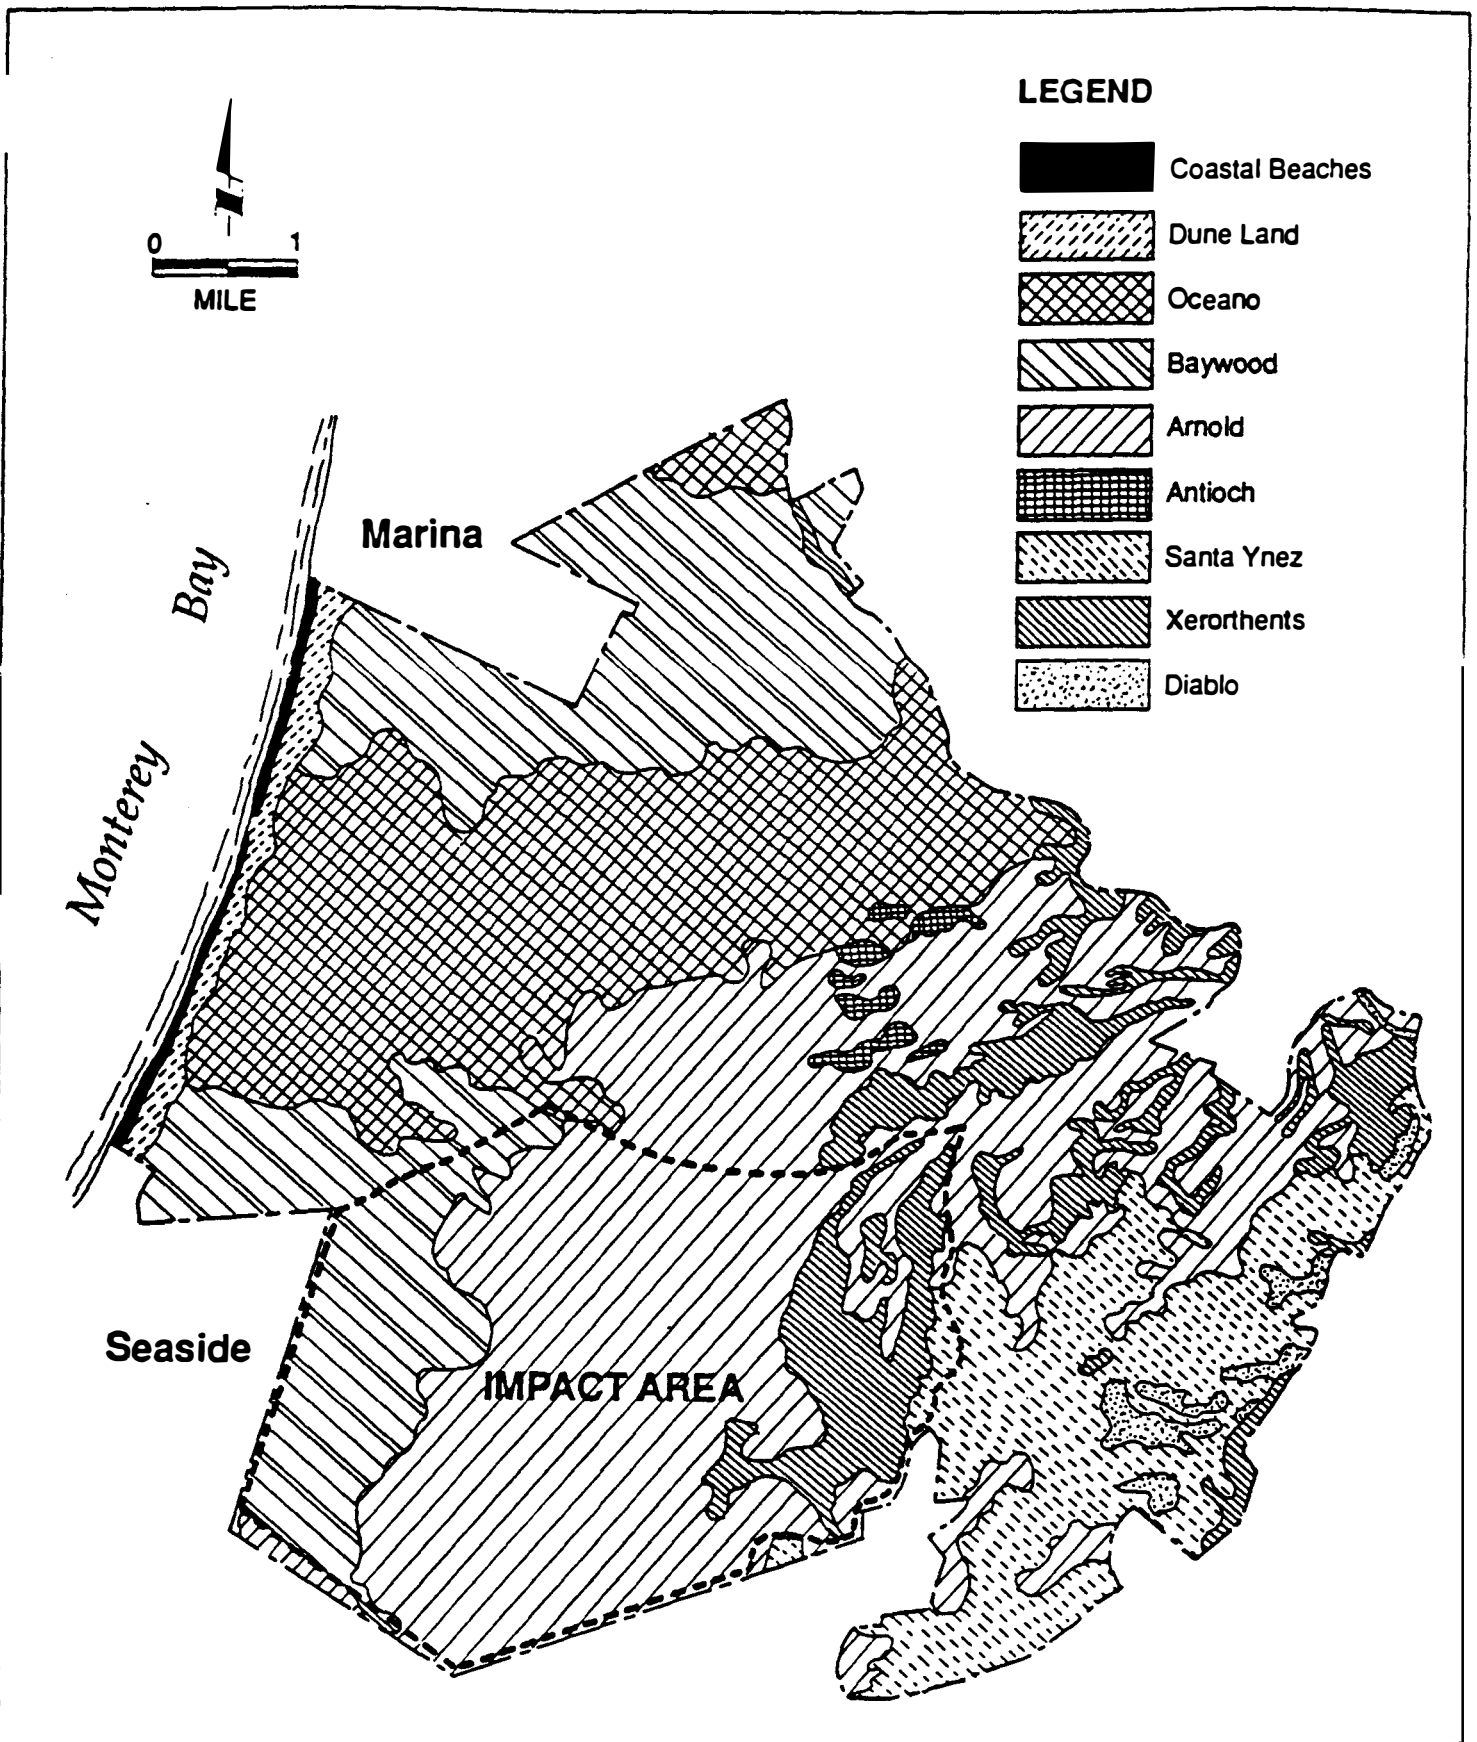 LEGEND
Coastal Beaches
Dune Land
Oceano
Baywood
Arnold
Antioch
Santa Ynez
Xerorthents
Diablo
N
0 1
MILE
Marina
Monterey Bay
Seaside
IMPACT AREA